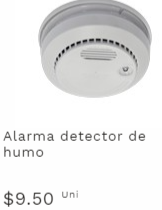 Alarma detector de
humo
$9.50 Uni